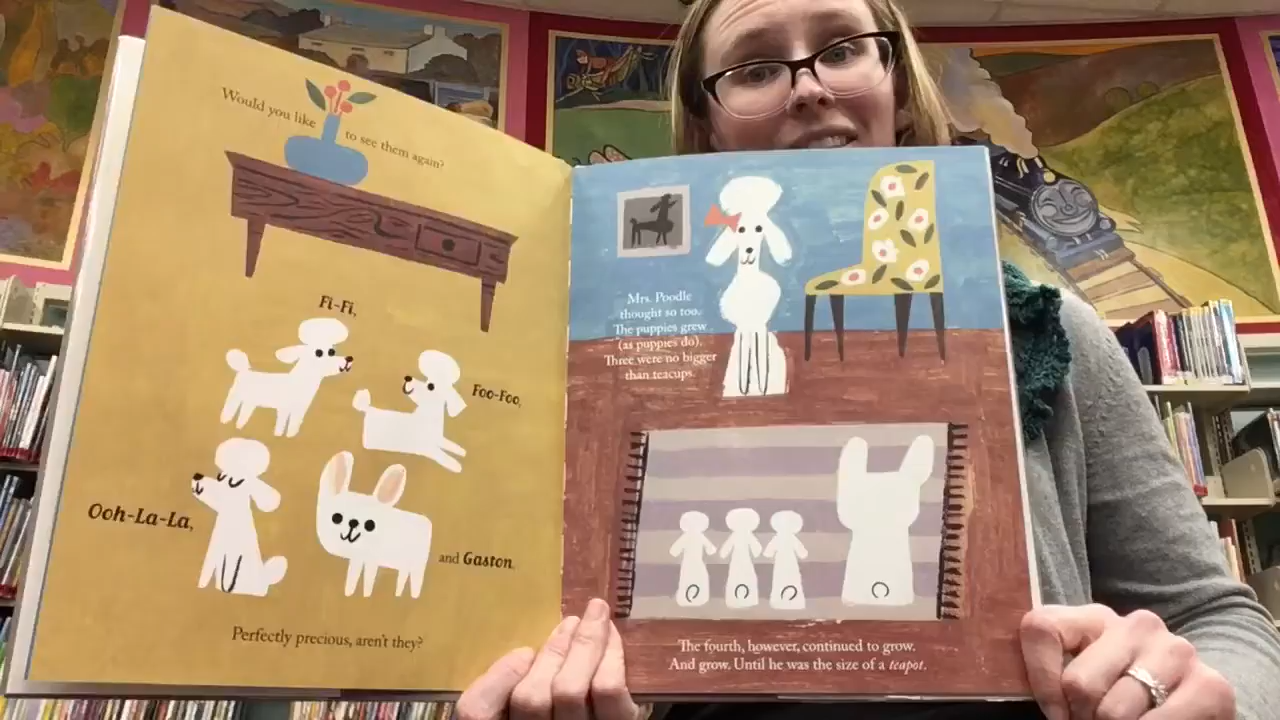 Would you like to see them again?
Fi-Fi,
Foo-Foo,
Ooh-La-La,
and Gaston.
Perfectly precious, aren't they?
Mrs. Poodle
thought so too.
The puppies grew
(as puppies do).
Three were no bigger
than teacups.
The fourth, however, continued to grow.
And grow. Until he was the size of a teapot.